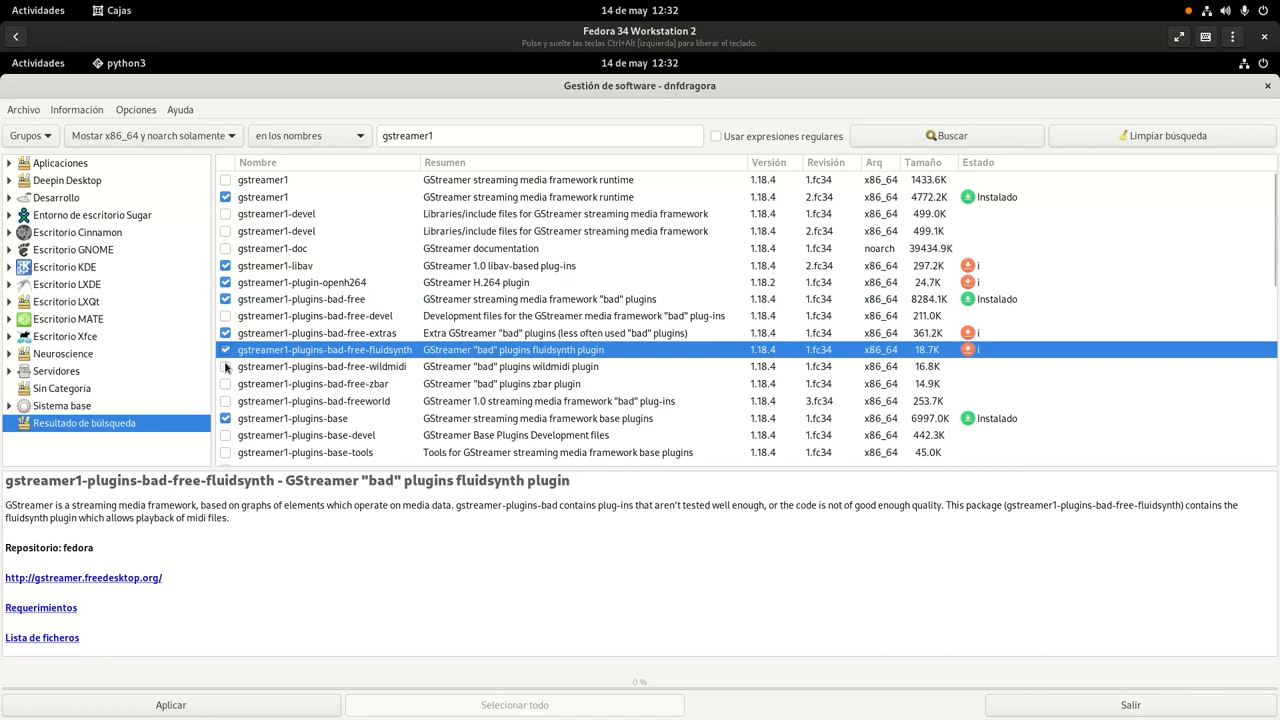 Actividades Cajas 14 de may 12:32
Fedora 34 Workstation 2
Pulse y suelte las teclas Ctrl+Alt [izquierda] para liberar el teclado.
Actividades python3 14 de may 12:32
Gestión de software - dnfdragora
Archivo Información Opciones Ayuda
Grupos Mostar x86_64 y noarch solamente en los nombres gstreamer1 Usar expresiones regulares Buscar Limpiar búsqueda
Aplicaciones
Deepin Desktop
Desarrollo
Entorno de escritorio Sugar
Escritorio Cinnamon
Escritorio GNOME
Escritorio KDE
Escritorio LXDE
Escritorio LXQt
Escritorio MATE
Escritorio Xfce
Neuroscience
Servidores
Sin Categoría
Sistema base
Resultado de búlsqueda
Nombre Resumen Versión Revisión Arq Tamaño Estado
gstreamer1 GStreamer streaming media framework runtime 1.18.4 1.fc34 x86_64 1433.6K
gstreamer1 GStreamer streaming media framework runtime 1.18.4 2.fc34 x86_64 4772.2K Instalado
gstreamer1-devel Libraries/include files for GStreamer streaming media framework 1.18.4 1.fc34 x86_64 499.0K
gstreamer1-devel Libraries/include files for GStreamer streaming media framework 1.18.4 2.fc34 x86_64 499.1K
gstreamer1-doc GStreamer documentation 1.18.4 1.fc34 noarch 39434.9K
gstreamer1-libav GStreamer 1.0 libav-based plug-ins 1.18.4 2.fc34 x86_64 297.2K i
gstreamer1-plugin-openh264 GStreamer H.264 plugin 1.18.2 1.fc34 x86_64 24.7K i
gstreamer1-plugins-bad-free GStreamer streaming media framework "bad" plugins 1.18.4 1.fc34 x86_64 8284.1K Instalado
gstreamer1-plugins-bad-free-devel Development files for the GStreamer media framework "bad" plug-ins 1.18.4 1.fc34 x86_64 211.0K
gstreamer1-plugins-bad-free-extras Extra GStreamer "bad" plugins (less often used "bad" plugins) 1.18.4 1.fc34 x86_64 361.2K i
gstreamer1-plugins-bad-free-fluidsynth GStreamer "bad" plugins fluidsynth plugin 1.18.4 1.fc34 x86_64 18.7K i
gstreamer1-plugins-bad-free-wildmidi GStreamer "bad" plugins wildmidi plugin 1.18.4 1.fc34 x86_64 16.8K
gstreamer1-plugins-bad-free-zbar GStreamer "bad" plugins zbar plugin 1.18.4 1.fc34 x86_64 14.9K
gstreamer1-plugins-bad-freeworld GStreamer 1.0 streaming media framework "bad" plug-ins 1.18.4 3.fc34 x86_64 253.7K
gstreamer1-plugins-base GStreamer streaming media framework base plugins 1.18.4 1.fc34 x86_64 6997.0K Instalado
gstreamer1-plugins-base-devel GStreamer Base Plugins Development files 1.18.4 1.fc34 x86_64 442.3K
gstreamer1-plugins-base-tools Tools for GStreamer streaming media framework base plugins 1.18.4 1.fc34 x86_64 45.0K
gstreamer1-plugins-bad-free-fluidsynth - GStreamer "bad" plugins fluidsynth plugin
GStreamer is a streaming media framework, based on graphs of elements which operate on media data. gstreamer-plugins-bad contains plug-ins that aren't tested well enough, or the code is not of good enough quality. This package (gstreamer1-plugins-bad-free-fluidsynth) contains the
fluidsynth plugin which allows playback of midi files.
Repositorio: fedora
http://gstreamer.freedesktop.org/
Requerimientos
Lista de ficheros
0 %
Aplicar Selecionar todo Salir